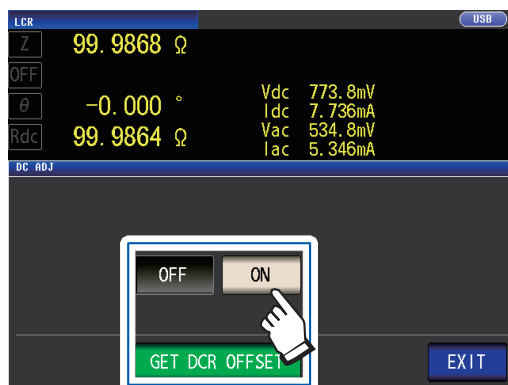 LCR USB
Z 99.9868 Ω
OFF
θ -0.000 ° Vdc 773.8mV
Idc 7.736mA
Rdc 99.9864 Ω Vac 534.8mV
Iac 5.346mA
DC ADJ
OFF ON
GET DCR OFFSET EXIT